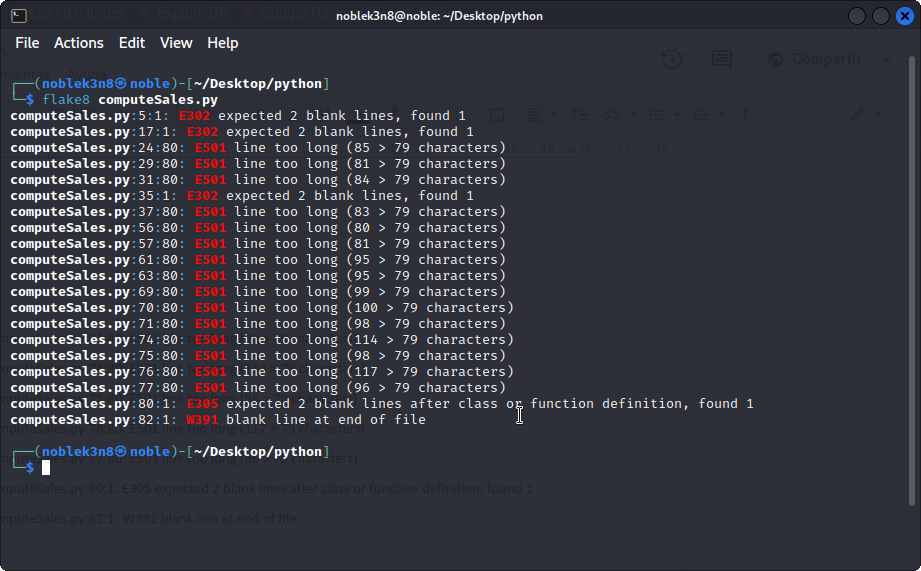 Kali NetHunter Exploit-DB Google Ha
noblek3n8@noble: ~/Desktop/python
File Actions Edit View Help
Compartir
┌──(noblek3n8㉿noble)-[~/Desktop/python]
└─$ flake8 computeSales.py
computeSales.py:5:1: E302 expected 2 blank lines, found 1
computeSales.py:17:1: E302 expected 2 blank lines, found 1
computeSales.py:24:80: E501 line too long (85 > 79 characters)
computeSales.py:29:80: E501 line too long (81 > 79 characters)
computeSales.py:31:80: E501 line too long (84 > 79 characters)
computeSales.py:35:1: E302 expected 2 blank lines, found 1
computeSales.py:37:80: E501 line too long (83 > 79 characters)
computeSales.py:56:80: E501 line too long (80 > 79 characters)
computeSales.py:57:80: E501 line too long (81 > 79 characters)
computeSales.py:61:80: E501 line too long (95 > 79 characters)
computeSales.py:63:80: E501 line too long (95 > 79 characters)
computeSales.py:69:80: E501 line too long (99 > 79 characters)
computeSales.py:70:80: E501 line too long (100 > 79 characters)
computeSales.py:71:80: E501 line too long (98 > 79 characters)
computeSales.py:74:80: E501 line too long (114 > 79 characters)
computeSales.py:75:80: E501 line too long (98 > 79 characters)
computeSales.py:76:80: E501 line too long (117 > 79 characters)
computeSales.py:77:80: E501 line too long (96 > 79 characters)
computeSales.py:80:1: E305 expected 2 blank lines after class or function definition, found 1
computeSales.py:82:1: W391 blank line at end of file
┌──(noblek3n8㉿noble)-[~/Desktop/python]
└─$
mputeSales.py:80:1: E305 expected 2 blank lines after class or function definition, found 1
mputeSales.py:82:1: W391 blank line at end of file